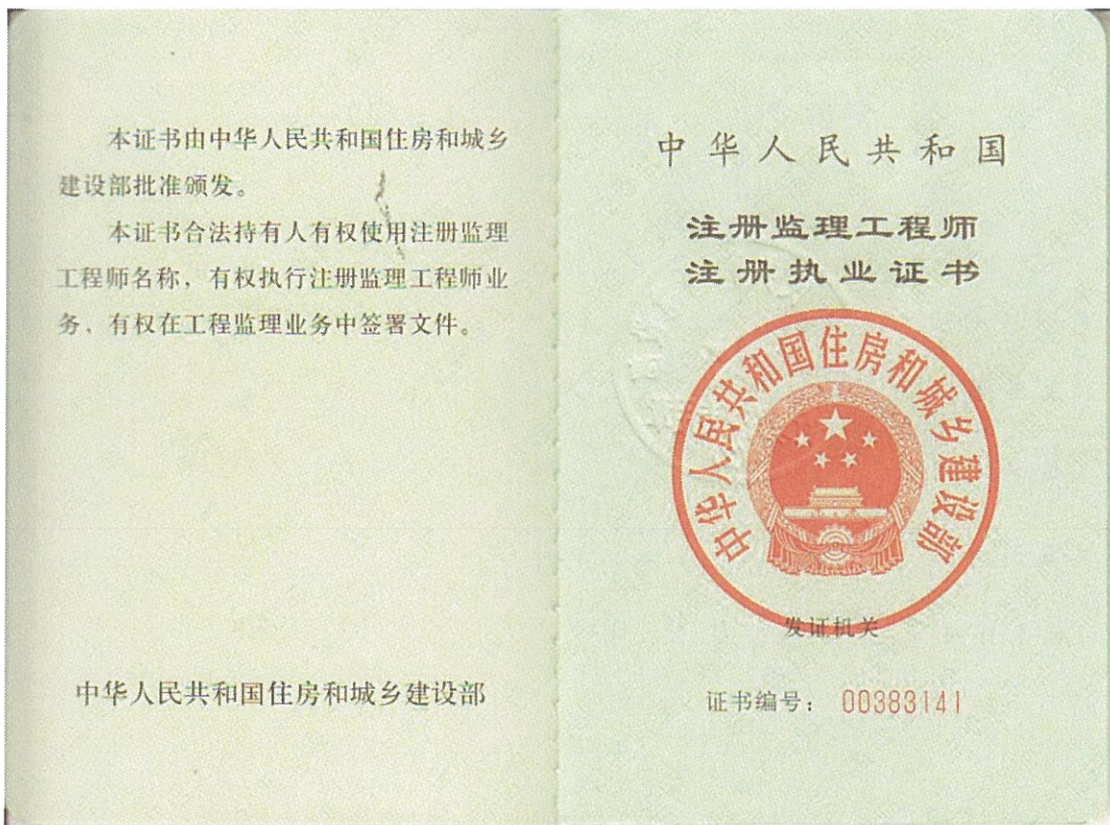 本证书由中华人民共和国住房和城乡
建设部批准颁发。
本证书合法持有人有权使用注册监理
工程师名称，有权执行注册监理工程师业
务，有权在工程监理业务中签署文件。
中华人民共和国住房和城乡建设部
中华人民共和国
注册监理工程师
注册执业证书
中华人民共和国住房和城乡建设部
发证机关
证书编号：00383141